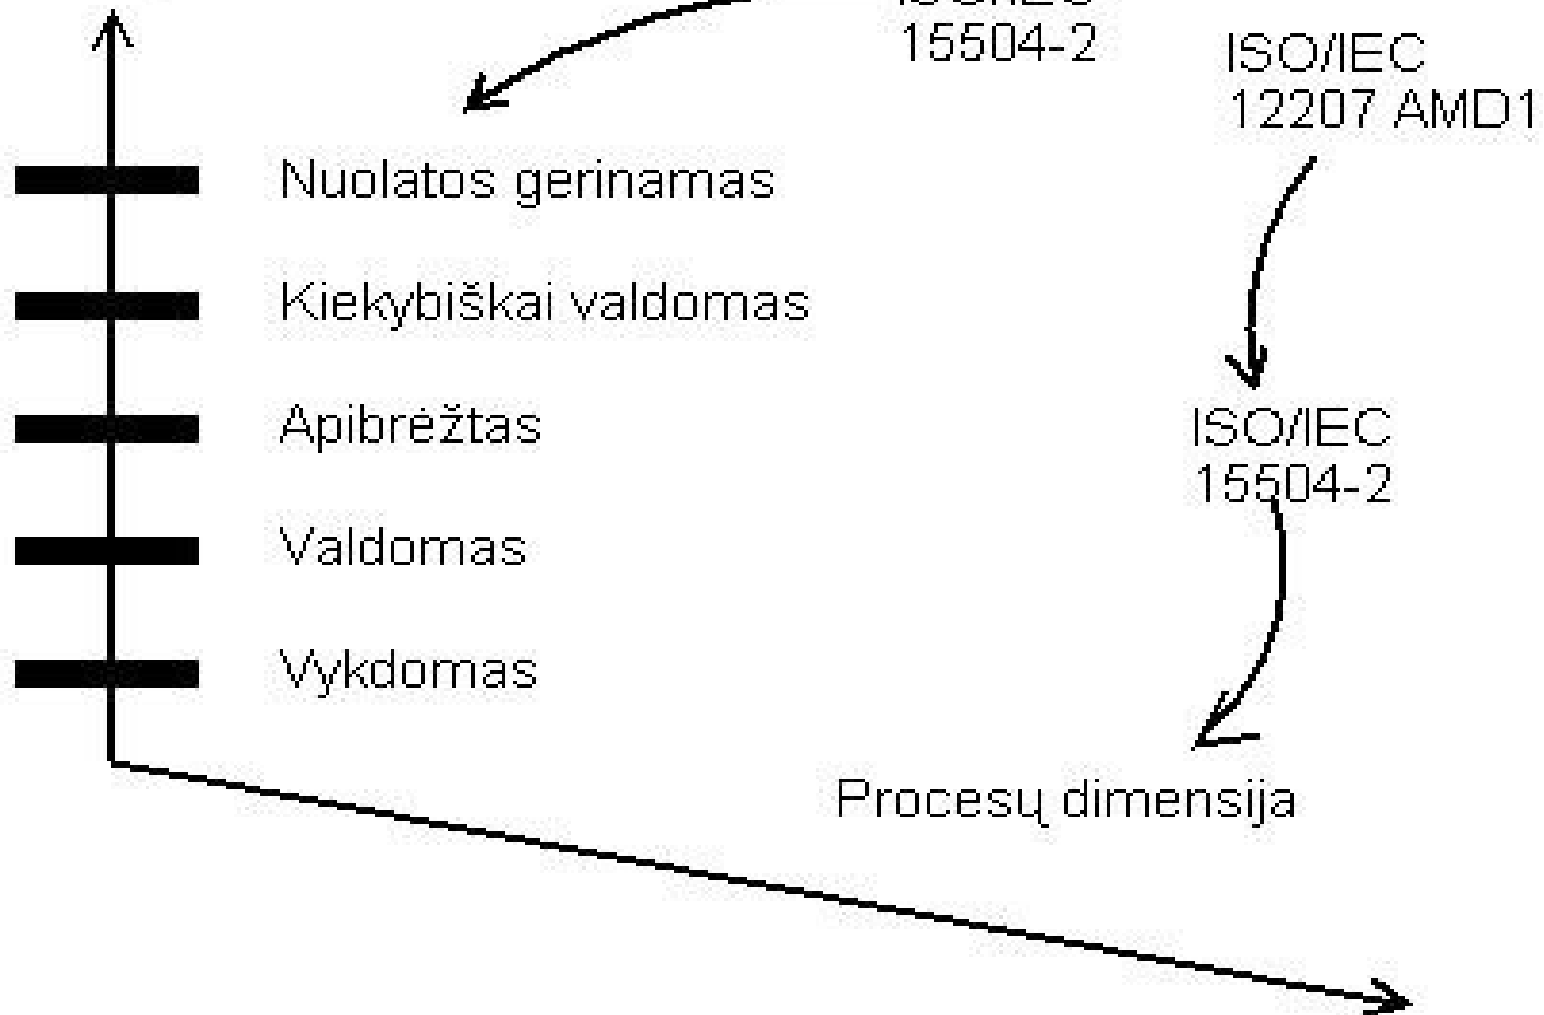 15504-2
ISO/IEC
12207 AMD1
Nuolatos gerinamas
Kiekybiškai valdomas
Apibrėžtas
Valdomas
Vykdomas
ISO/IEC
15504-2
Procesų dimensija